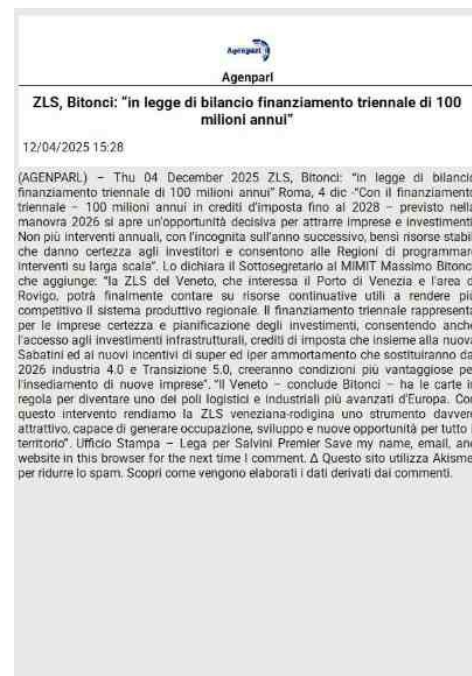 Agenparl
Agenparl
ZLS, Bitonci: “in legge di bilancio finanziamento triennale di 100
milioni annui”
12/04/2025 15:28
(AGENPARL) – Thu 04 December 2025 ZLS, Bitonci: “in legge di bilancio
finanziamento triennale di 100 milioni annui” Roma, 4 dic -“Con il finanziamento
triennale – 100 milioni annui in crediti d'imposta fino al 2028 – previsto nella
manovra 2026 si apre un'opportunità decisiva per attrarre imprese e investimenti.
Non più interventi annuali, con l'incognita sull'anno successivo, bensì risorse stabili
che danno certezza agli investitori e consentono alle Regioni di programmare
interventi su larga scala”. Lo dichiara il Sottosegretario al MIMIT Massimo Bitonci
che aggiunge: “la ZLS del Veneto, che interessa il Porto di Venezia e l'area di
Rovigo, potrà finalmente contare su risorse continuative utili a rendere più
competitivo il sistema produttivo regionale. Il finanziamento triennale rappresenta
per le imprese certezza e pianificazione degli investimenti, consentendo anche
l'accesso agli investimenti infrastrutturali, crediti di imposta che insieme alla nuova
Sabatini ed ai nuovi incentivi di super ed iper ammortamento che sostituiranno dal
2026 industria 4.0 e Transizione 5.0, creeranno condizioni più vantaggiose per
l'insediamento di nuove imprese”. “Il Veneto – conclude Bitonci – ha le carte in
regola per diventare uno dei poli logistici e industriali più avanzati d'Europa. Con
questo intervento rendiamo la ZLS veneziana-rodigina uno strumento davvero
attrattivo, capace di generare occupazione, sviluppo e nuove opportunità per tutto il
territorio”. Ufficio Stampa – Lega per Salvini Premier Save my name, email, and
website in this browser for the next time I comment. Δ Questo sito utilizza Akismet
per ridurre lo spam. Scopri come vengono elaborati i dati derivati dai commenti.